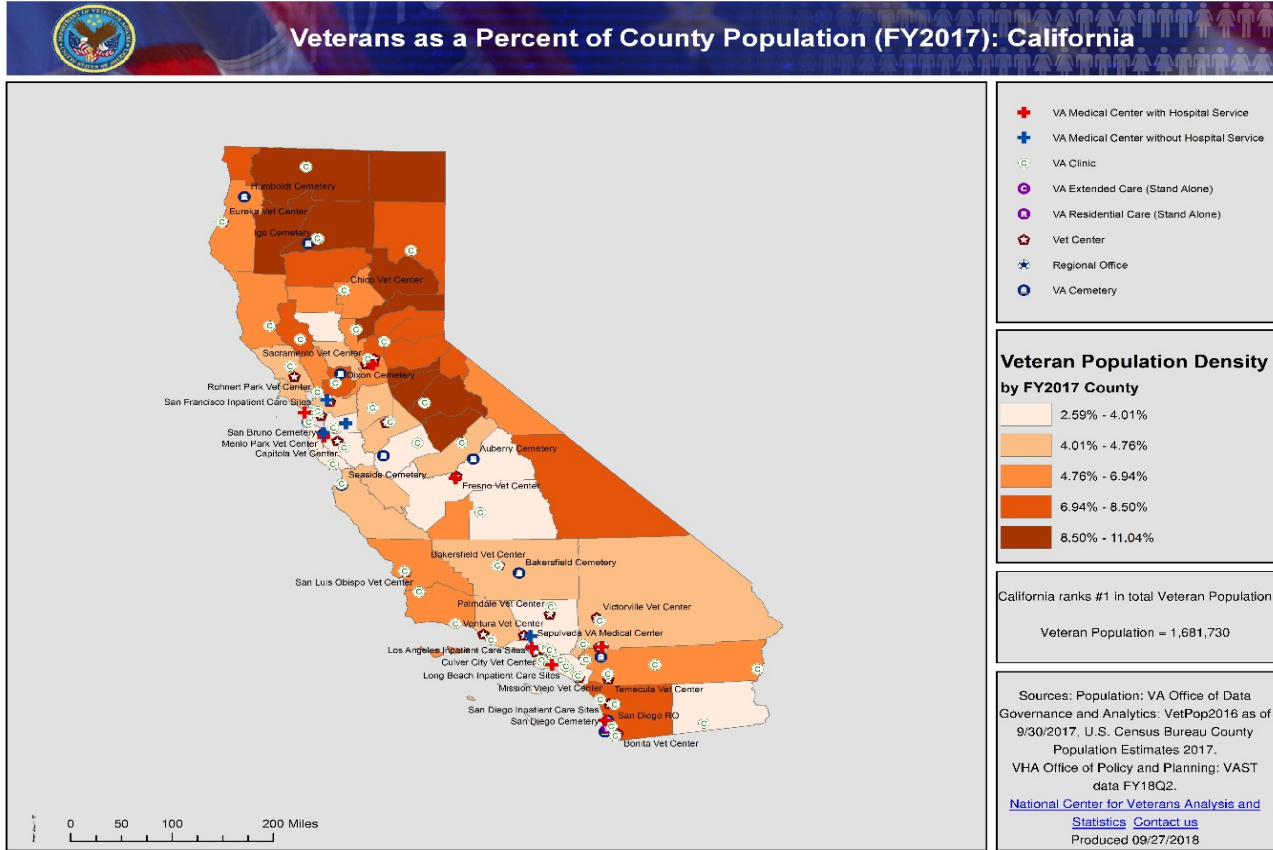 Veterans as a Percent of County Population (FY2017): California
VA Medical Center with Hospital Service
VA Medical Center without Hospital Service
VA Clinic
VA Extended Care (Stand Alone)
VA Residential Care (Stand Alone)
Vet Center
Regional Office
VA Cemetery
Veteran Population Density
by FY2017 County
2.59% - 4.01%
4.01% - 4.76%
4.76% - 6.94%
6.94% - 8.50%
8.50% - 11.04%
California ranks #1 in total Veteran Population
Veteran Population = 1,681,730
Sources: Population: VA Office of Data
Governance and Analytics: VetPop2016 as of
9/30/2017, U.S. Census Bureau County
Population Estimates 2017.
VHA Office of Policy and Planning: VAST
data FY18Q2.
National Center for Veterans Analysis and
Statistics Contact us
Produced 09/27/2018
Humboldt Cemetery
Eureka Vet Center
Igo Cemetery
Chico Vet Center
Sacramento Vet Center
Dixon Cemetery
Rohnert Park Vet Center
San Francisco Inpatient Care Sites
San Bruno Cemetery
Menlo Park Vet Center
Capitola Vet Center
Auberry Cemetery
Seaside Cemetery
Fresno Vet Center
Bakersfield Vet Center
Bakersfield Cemetery
San Luis Obispo Vet Center
Palmdale Vet Center
Victorville Vet Center
Ventura Vet Center
Sepulveda VA Medical Center
Los Angeles Inpatient Care Sites
Culver City Vet Center
Long Beach Inpatient Care Sites
Mission Viejo Vet Center
Temecula Vet Center
San Diego Inpatient Care Sites
San Diego Cemetery
San Diego RO
Bonita Vet Center
0 50 100 200 Miles